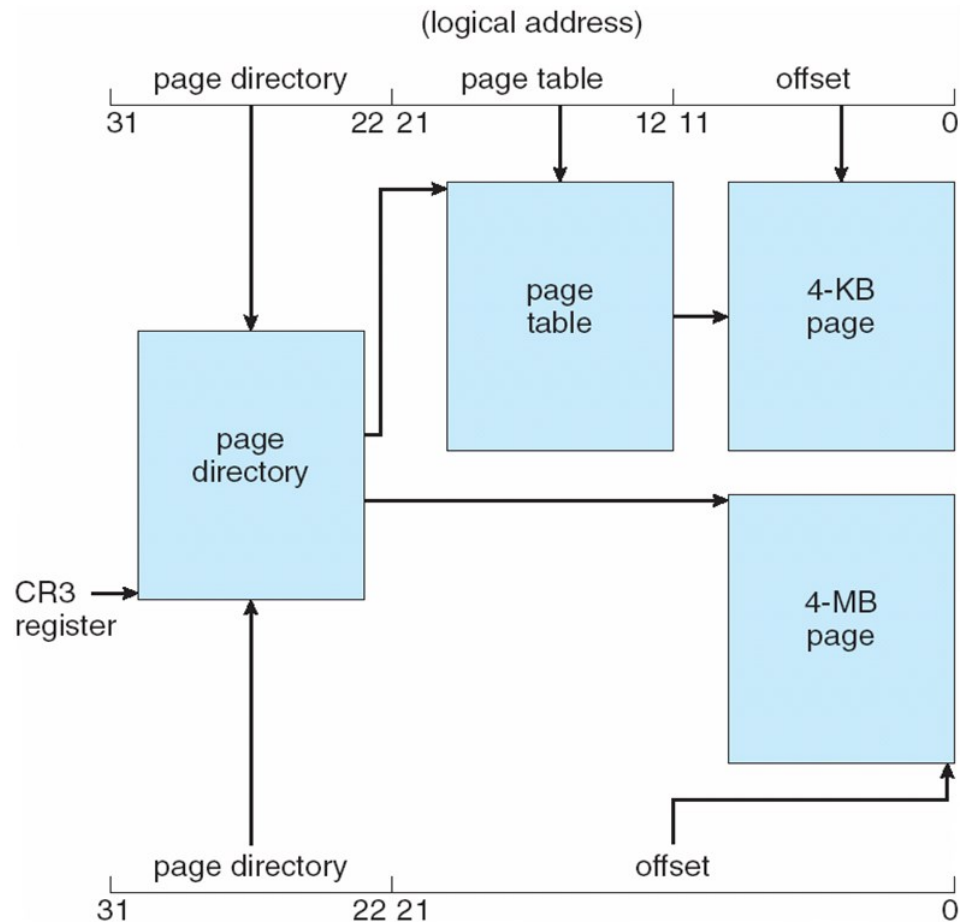 (logical address)
page directory page table offset
31 22 21 12 11 0
page
table
4-KB
page
page
directory
CR3
register
4-MB
page
page directory offset
31 22 21 0